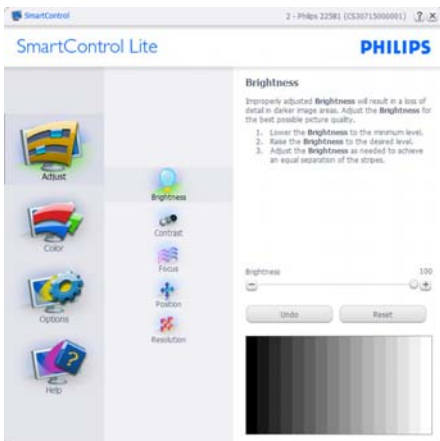 SmartControl
2 - Philips 225B1 (CS30715000001)
SmartControl Lite
PHILIPS
Adjust
Color
Options
Help
Brightness
Contrast
Focus
Position
Resolution
Brightness
Improperly adjusted Brightness will result in a loss of
detail in darker image areas. Adjust the Brightness for
the best possible picture quality.
1. Lower the Brightness to the minimum level.
2. Raise the Brightness to the desired level.
3. Adjust the Brightness as needed to achieve
an equal separation of the stripes.
Brightness 100
Undo Reset